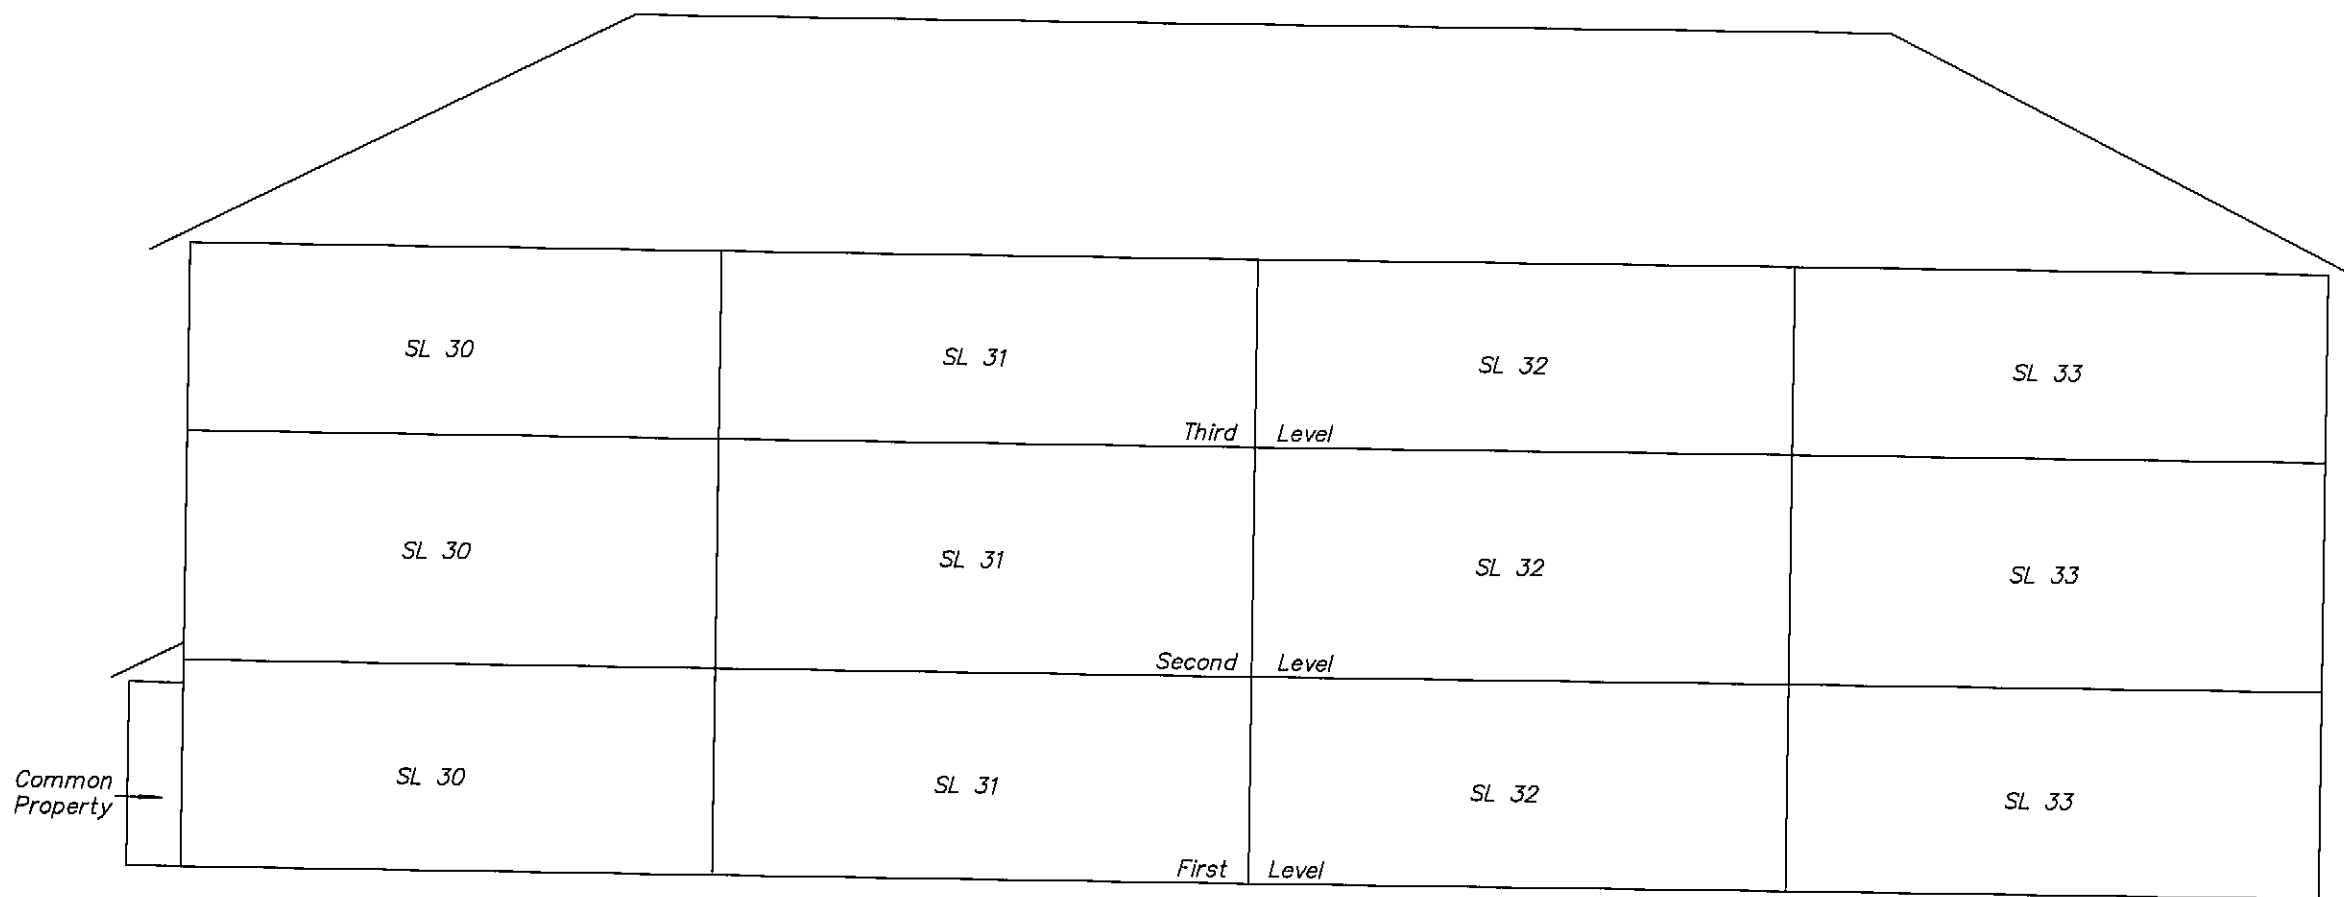 SL 30 SL 31 SL 32 SL 33
Third Level
SL 30 SL 31 SL 32 SL 33
Second Level
Common
Property
SL 30 SL 31 SL 32 SL 33
First Level